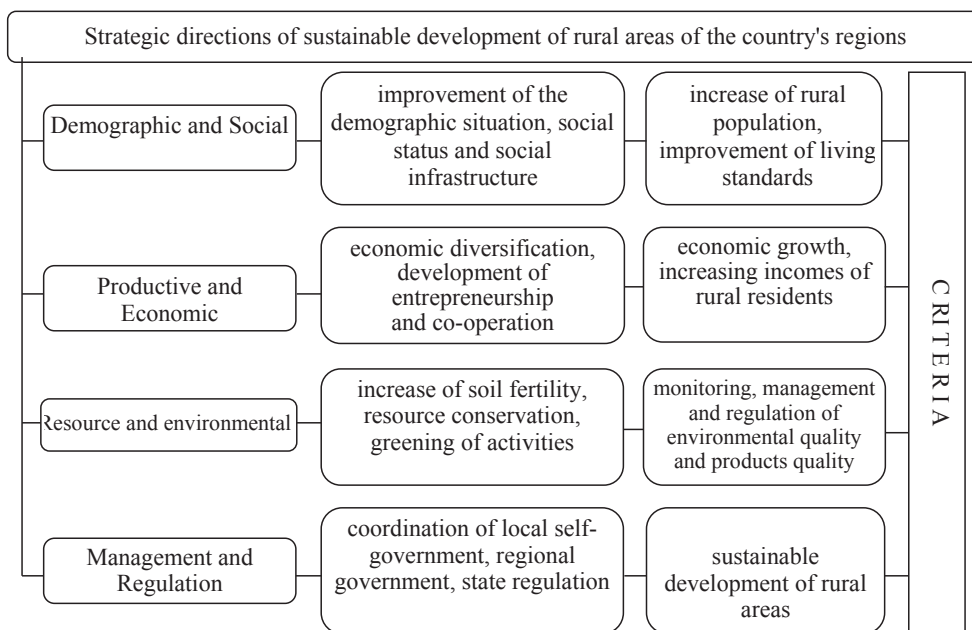 Strategic directions of sustainable development of rural areas of the country's regions
Demographic and Social
improvement of the
demographic situation, social
status and social
infrastructure
increase of rural
population,
improvement of living
standards
Productive and
Economic
economic diversification,
development of
entrepreneurship
and co-operation
economic growth,
increasing incomes of
rural residents
Resource and environmental
increase of soil fertility,
resource conservation,
greening of activities
monitoring, management
and regulation of
environmental quality
and products quality
Management and
Regulation
coordination of local self-
government, regional
government, state regulation
sustainable
development of rural
areas
CRITERIA